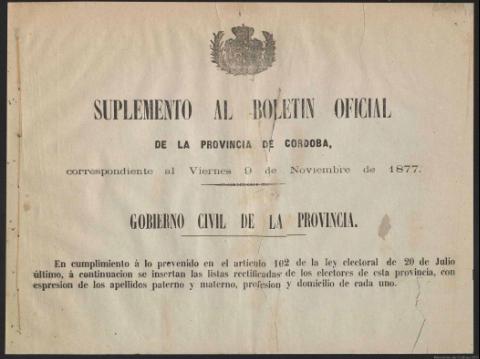 SUPLEMENTO AL BOLETIN OFICIAL
DE LA PROVINCIA DE CORDOBA,
correspondiente al Viernes 9 de Noviembre de 1877.
GOBIERNO CIVIL DE LA PROVINCIA.
En cumplimiento à lo prevenido en el artículo 102 de la ley electoral de 20 de Julio
último, à continuacion se insertan las listas rectificadas de los electores de esta provincia, con
espresion de los apellidos paterno y materno, profesion y domicilio de cada uno.